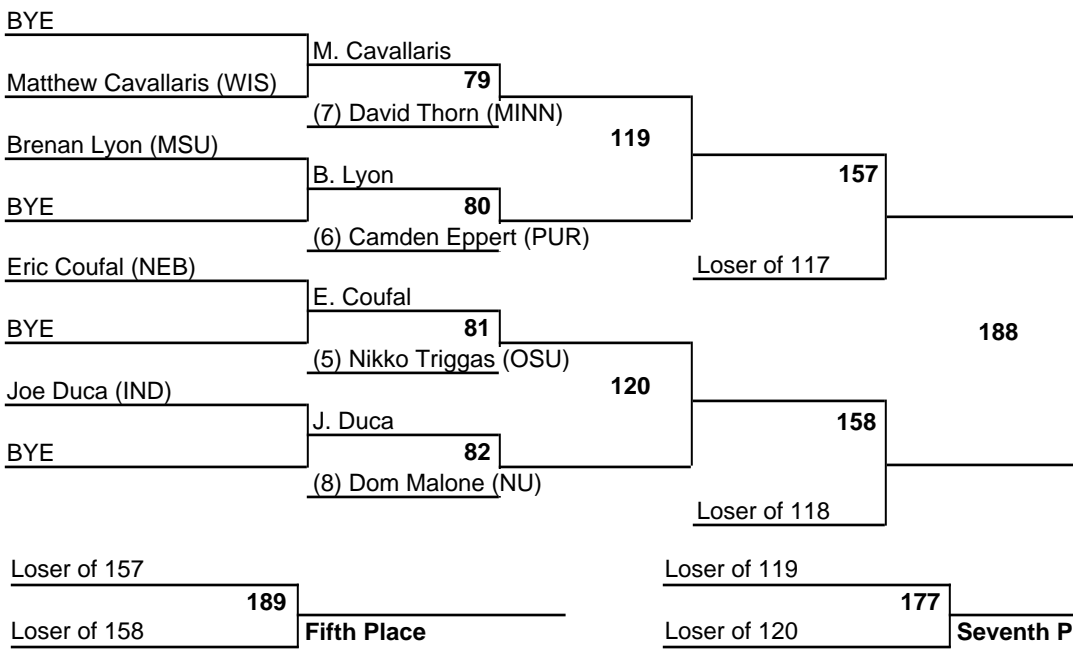 BYE
M. Cavallaris
Matthew Cavallaris (WIS)
79
(7) David Thorn (MINN)
119
Brenan Lyon (MSU)
B. Lyon
157
BYE
80
(6) Camden Eppert (PUR)
Eric Coufal (NEB)
Loser of 117
E. Coufal
BYE
81
188
(5) Nikko Triggas (OSU)
Joe Duca (IND)
120
J. Duca
158
BYE
82
(8) Dom Malone (NU)
Loser of 118
Loser of 157
Loser of 119
189
177
Loser of 158
Fifth Place
Loser of 120
Seventh P